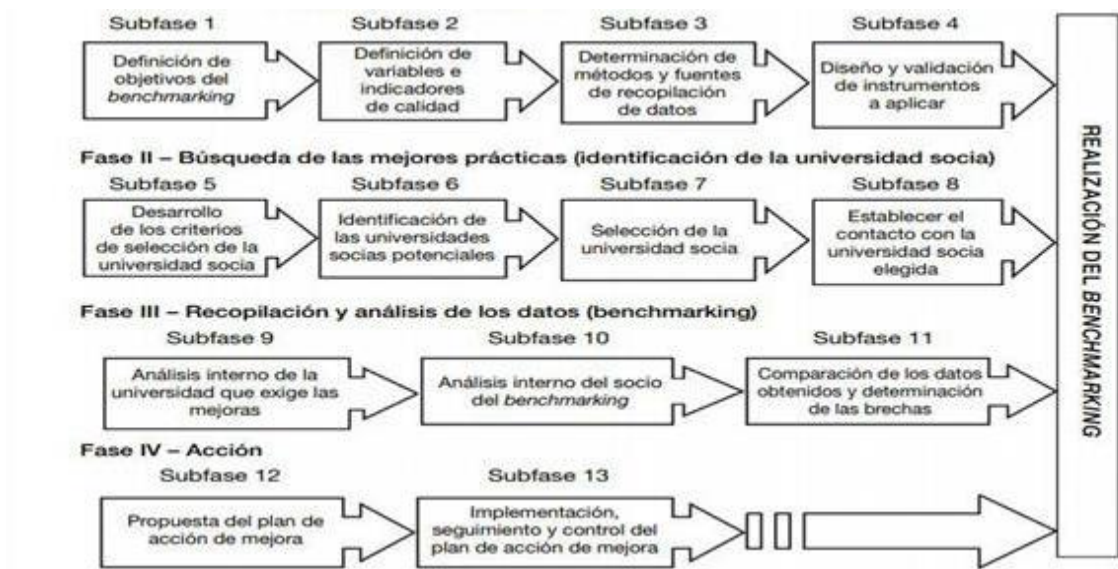 Subfase 1
Subfase 2
Subfase 3
Subfase 4
Definición de
objetivos del
benchmarking
Definición de
variables e
indicadores
de calidad
Determinación de
métodos y fuentes
de recopilación
de datos
Diseño y validación
de instrumentos
a aplicar
Fase II – Búsqueda de las mejores prácticas (identificación de la universidad socia)
Subfase 5
Subfase 6
Subfase 7
Subfase 8
Desarrollo
de los criterios
de selección de la
universidad socia
Identificación de
las universidades
socias potenciales
Selección de la
universidad socia
Establecer el
contacto con la
universidad socia
elegida
Fase III – Recopilación y análisis de los datos (benchmarking)
Subfase 9
Subfase 10
Subfase 11
Análisis interno de la
universidad que exige las
mejoras
Análisis interno del socio
del benchmarking
Comparación de los datos
obtenidos y determinación
de las brechas
Fase IV – Acción
Subfase 12
Subfase 13
Propuesta del plan de
acción de mejora
Implementación,
seguimiento y control del
plan de acción de mejora
REALIZACIÓN DEL BENCHMARKING